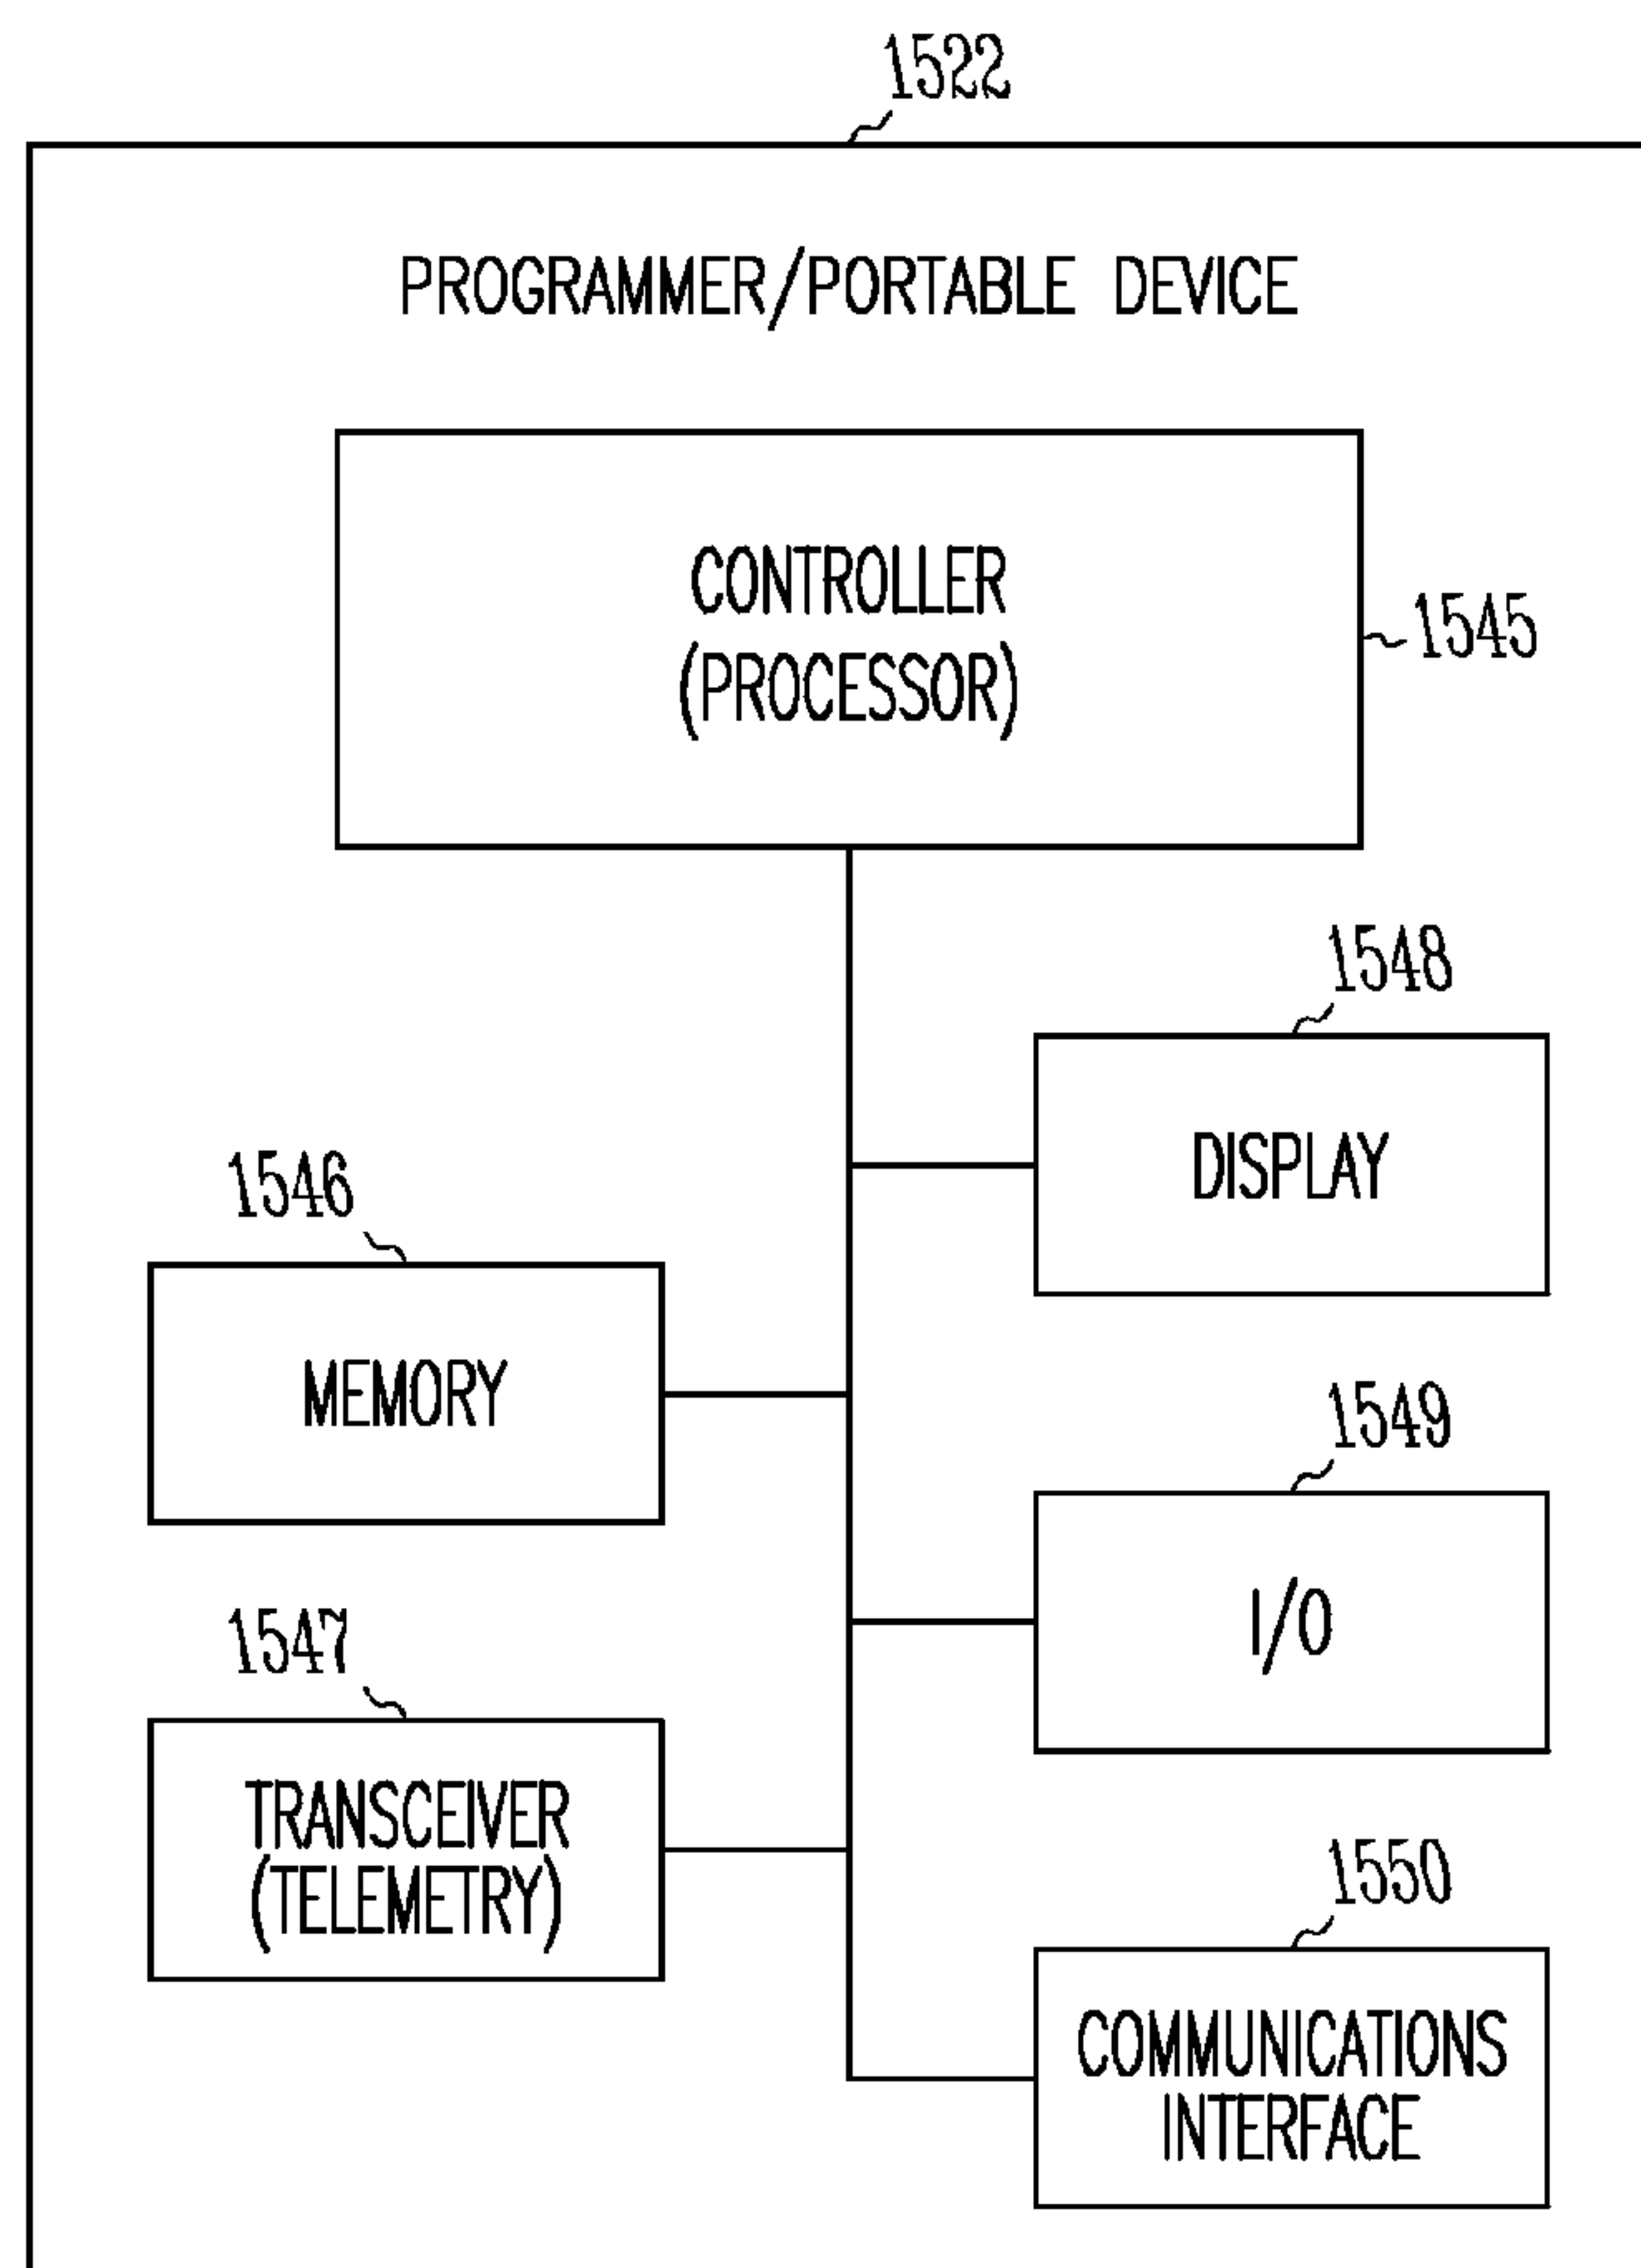 1522
PROGRAMMER/PORTABLE DEVICE
CONTROLLER
(PROCESSOR)
1545
1548
DISPLAY
1546
MEMORY
1549
I/O
1547
TRANSCEIVER
(TELEMETRY)
1550
COMMUNICATIONS
INTERFACE